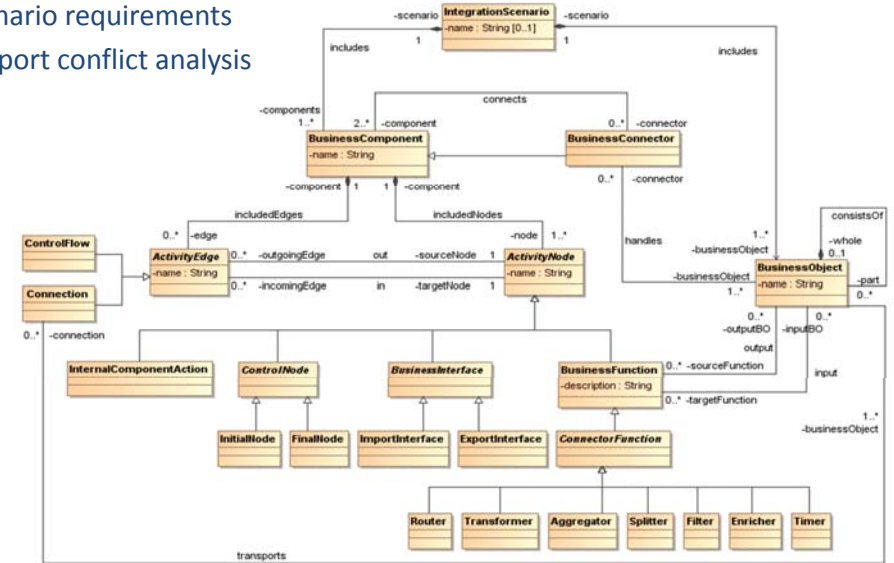 nario requirements
port conflict analysis
IntegrationScenario
-name : String [0..1]
-scenario
-scenario
1
1
includes
includes
connects
-components
1..*
2..*
-component
0..*
-connector
BusinessComponent
-name : String
BusinessConnector
-component
1
1
-component
0..*
-connector
includedEdges
includedNodes
consistsOf
0..*
-edge
-node
1..*
handles
1..*
-businessObject
-whole
0..1
ControlFlow
ActivityEdge
-name : String
0..*
-outgoingEdge
out
-sourceNode
1
0..*
-incomingEdge
in
-targetNode
1
ActivityNode
-name : String
-businessObject
1..*
BusinessObject
-name : String
-part
0..*
Connection
0..*
-connection
0..*
-outputBO
0..*
-inputBO
output
input
InternalComponentAction
ControlNode
BusinessInterface
BusinessFunction
-description : String
0..*
-sourceFunction
0..*
-targetFunction
1..*
-businessObject
InitialNode
FinalNode
ImportInterface
ExportInterface
ConnectorFunction
Router
Transformer
Aggregator
Splitter
Filter
Enricher
Timer
transports